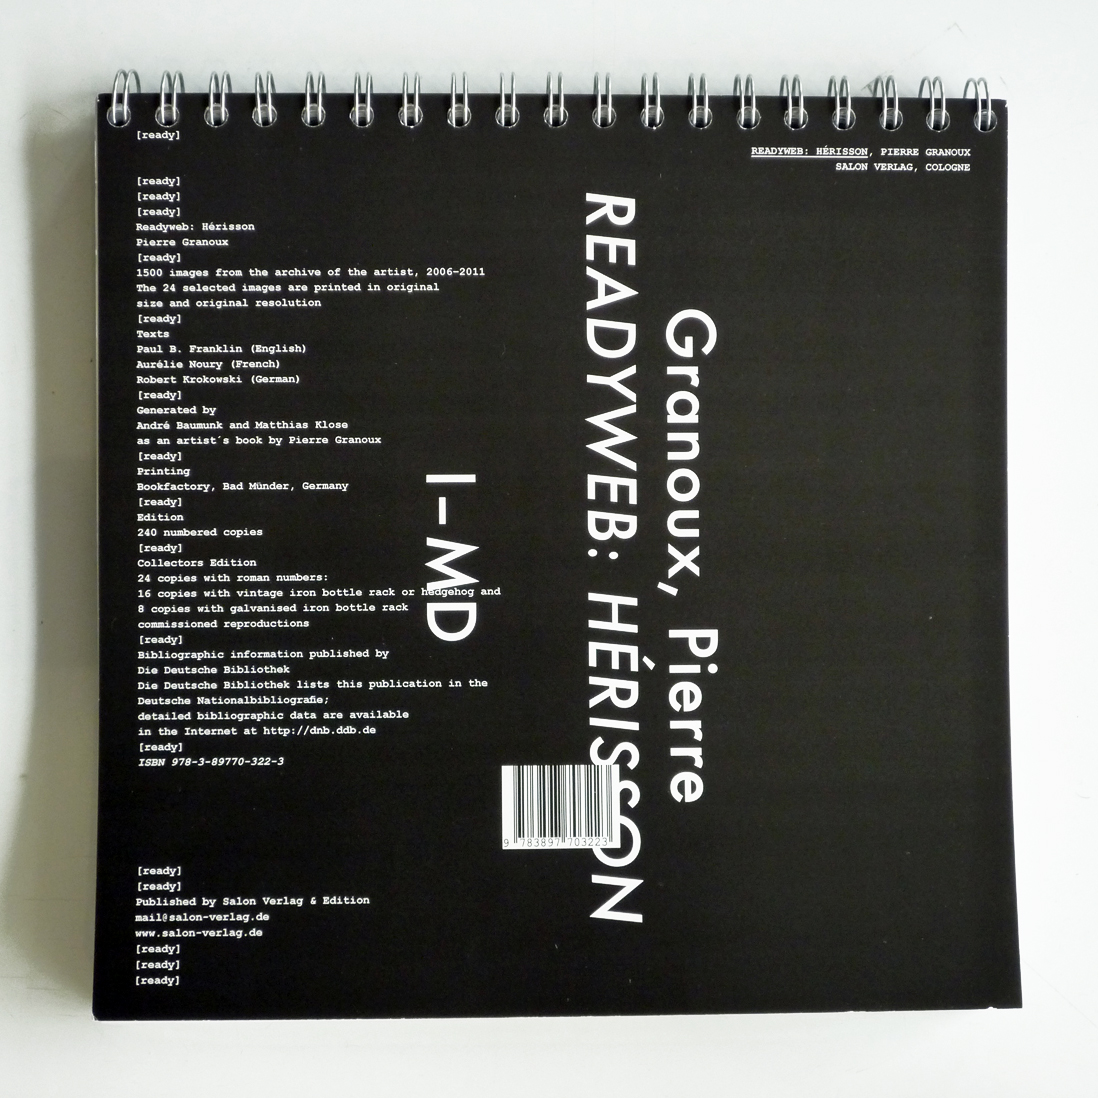 [ready]
READYWEB: HÉRISSON, PIERRE GRANOUX
SALON VERLAG, COLOGNE
[ready]
[ready]
[ready]
Readyweb: Hérisson
Pierre Granoux
[ready]
1500 images from the archive of the artist, 2006-2011
The 24 selected images are printed in original
size and original resolution
[ready]
Texts
Paul B. Franklin (English)
Aurélie Noury (French)
Robert Krokowski (German)
[ready]
Generated by
André Baumunk and Matthias Klose
as an artist´s book by Pierre Granoux
[ready]
Printing
Bookfactory, Bad Münder, Germany
[ready]
Edition
240 numbered copies
[ready]
Collectors Edition
24 copies with roman numbers:
16 copies with vintage iron bottle rack or hedgehog and
8 copies with galvanised iron bottle rack
commissioned reproductions
[ready]
Bibliographic information published by
Die Deutsche Bibliothek
Die Deutsche Bibliothek lists this publication in the
Deutsche Nationalbibliografie;
detailed bibliographic data are available
in the Internet at http://dnb.ddb.de
[ready]
ISBN 978-3-89770-322-3
[ready]
[ready]
Published by Salon Verlag & Edition
mail@salon-verlag.de
www.salon-verlag.de
[ready]
[ready]
[ready]
Granoux, Pierre
READYWEB: HÉRISSON
I–MD
9 783897 703223